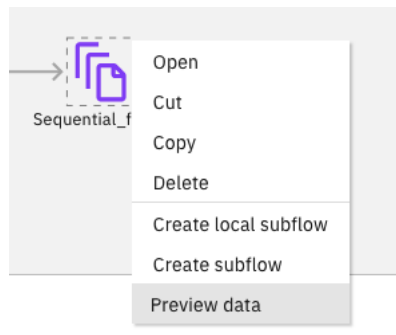 Open
Cut
Sequential_f
Copy
Delete
Create local subflow
Create subflow
Preview data